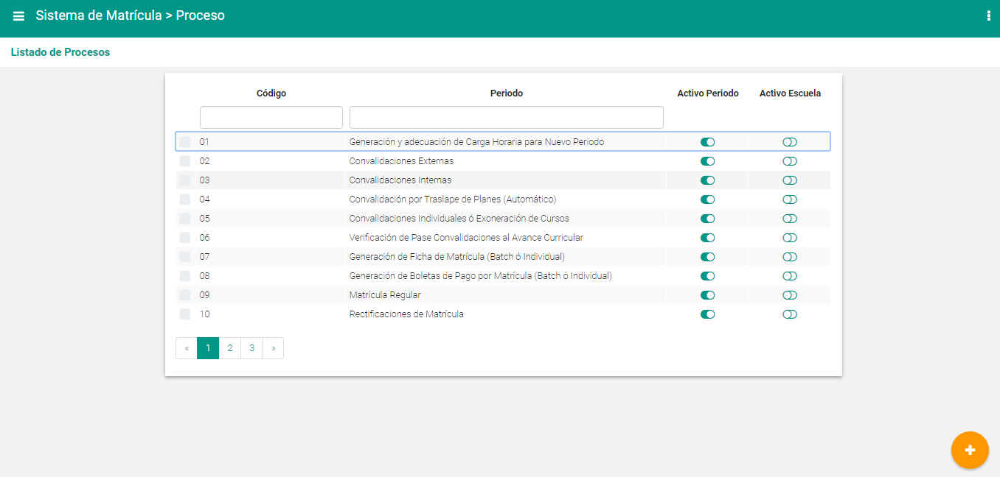 Sistema de Matrícula > Proceso
Listado de Procesos
Código Periodo Activo Periodo Activo Escuela
01 Generación y adecuación de Carga Horaria para Nuevo Periodo
02 Convalidaciones Externas
03 Convalidaciones Internas
04 Convalidación por Traslape de Planes (Automático)
05 Convalidaciones Individuales ó Exoneración de Cursos
06 Verificación de Pase Convalidaciones al Avance Curricular
07 Generación de Ficha de Matrícula (Batch ó Individual)
08 Generación de Boletas de Pago por Matrícula (Batch ó Individual)
09 Matrícula Regular
10 Rectificaciones de Matrícula
« 1 2 3 »